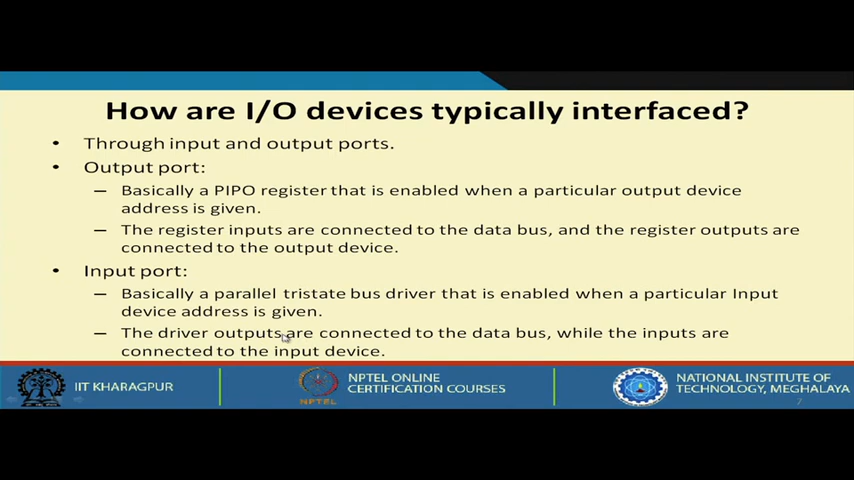 How are I/O devices typically interfaced?
• Through input and output ports.
• Output port:
– Basically a PIPO register that is enabled when a particular output device
address is given.
– The register inputs are connected to the data bus, and the register outputs are
connected to the output device.
• Input port:
– Basically a parallel tristate bus driver that is enabled when a particular Input
device address is given.
– The driver outputs are connected to the data bus, while the inputs are
connected to the input device.
IIT KHARAGPUR
NPTEL
NPTEL ONLINE
CERTIFICATION COURSES
NATIONAL INSTITUTE OF
TECHNOLOGY, MEGHALAYA
7